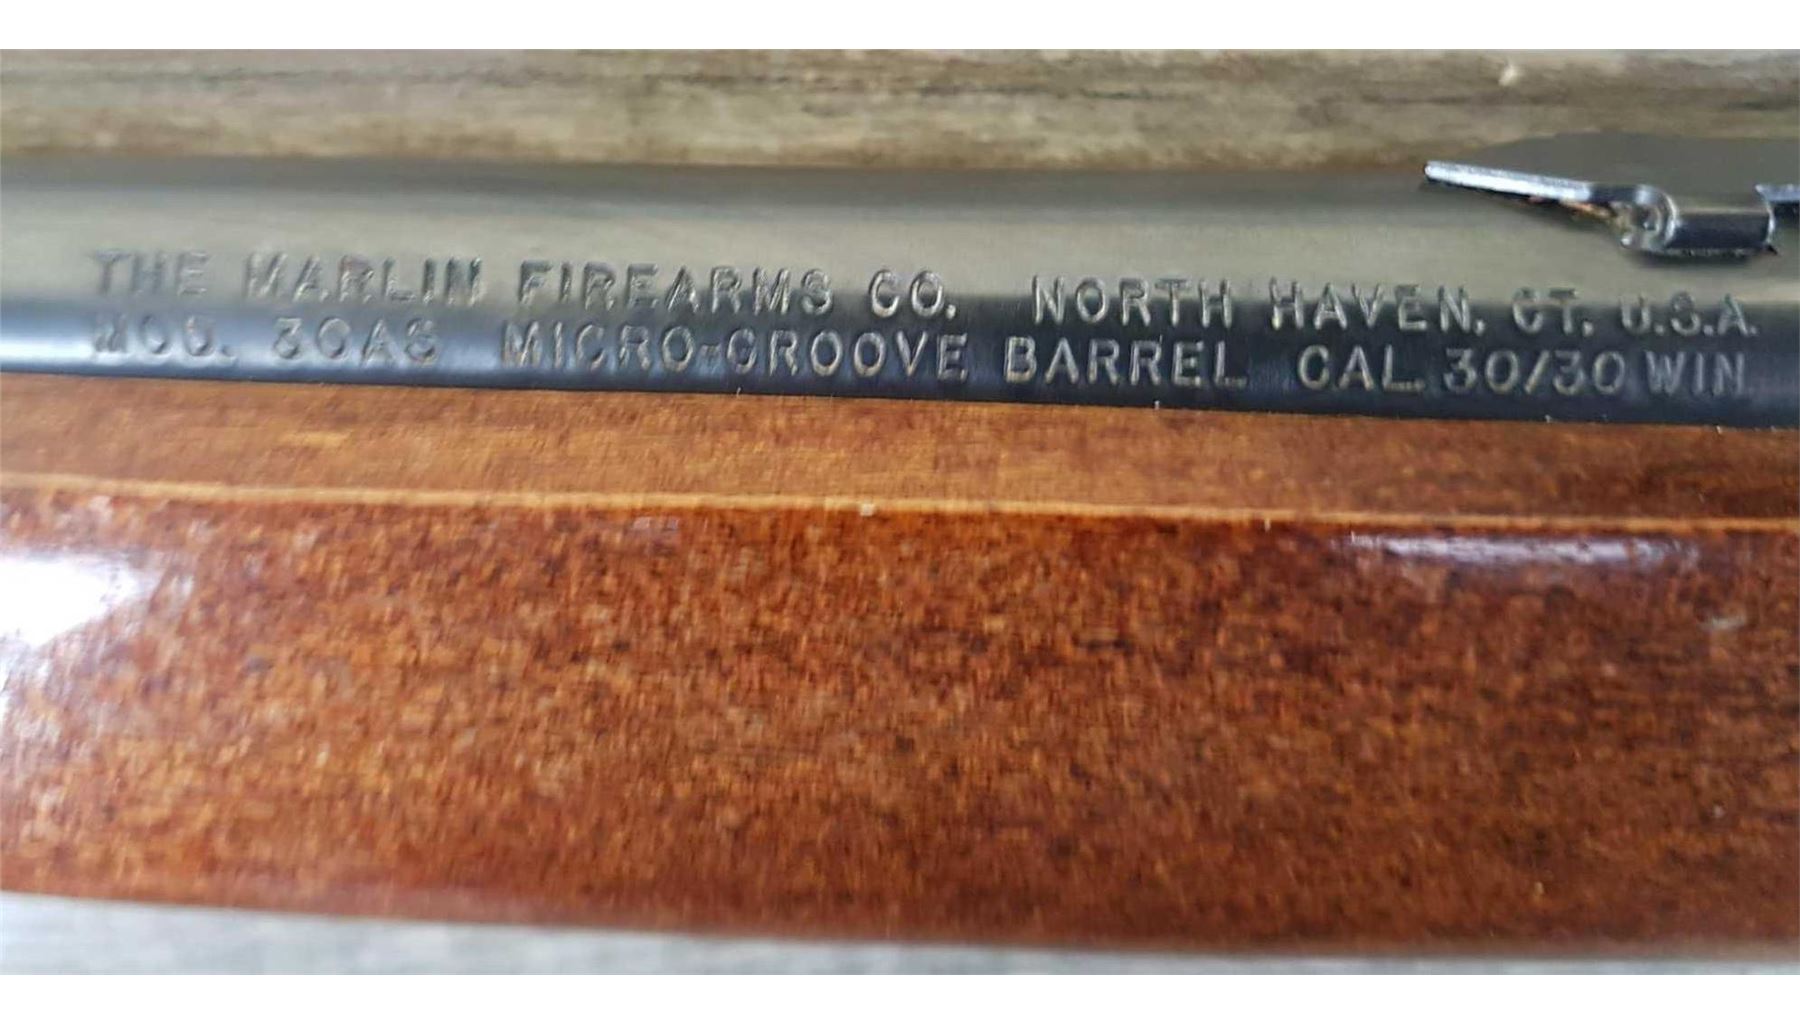 THE MARLIN FIREARMS CO. NORTH HAVEN, CT. U.S.A.
MOD. 30AS MICRO-GROOVE BARREL CAL. 30/30 WIN